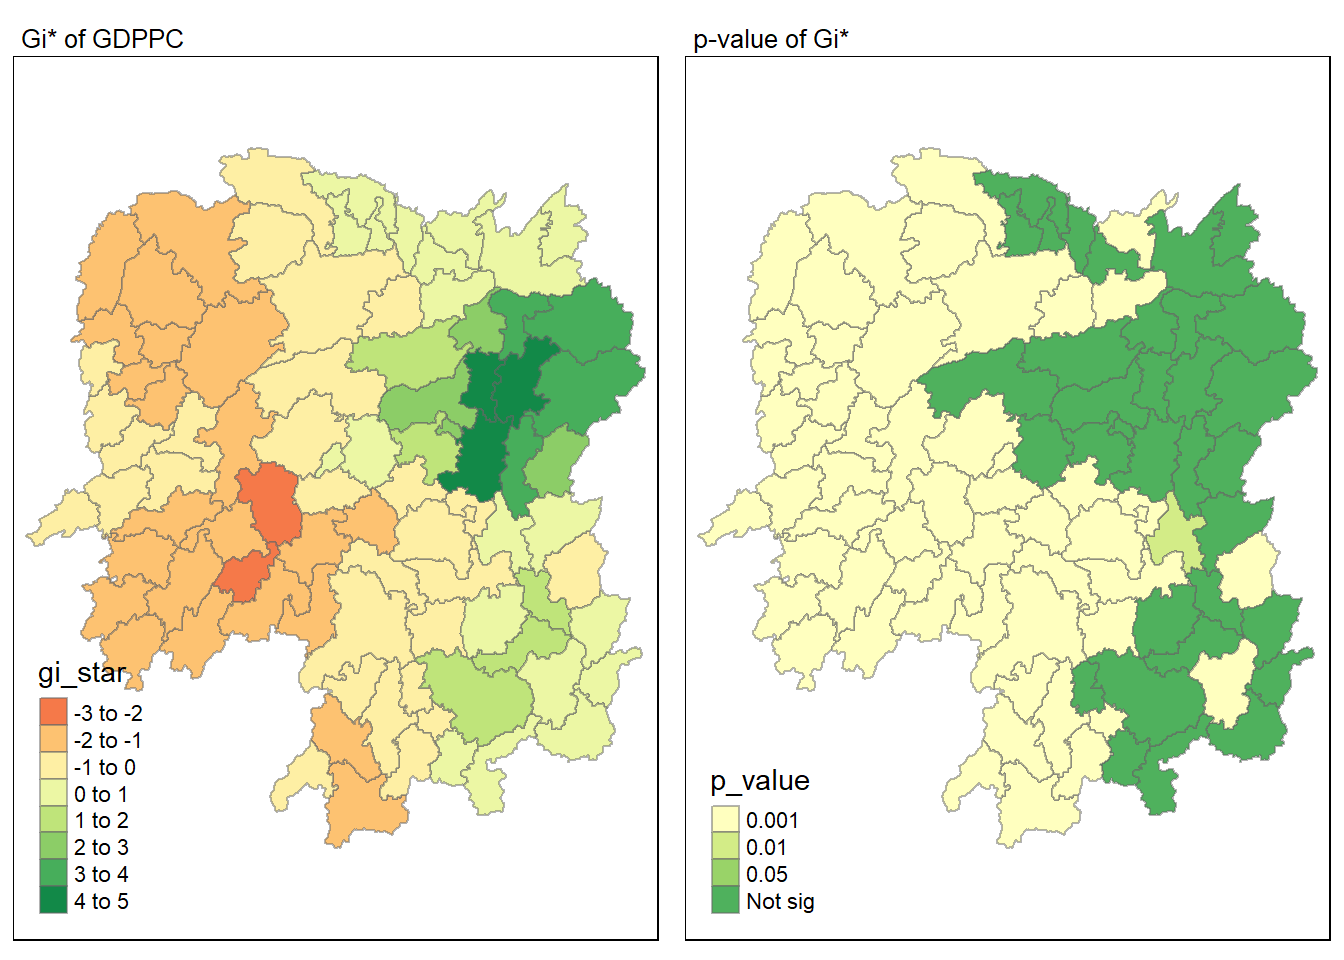 Gi* of GDPPC
gi_star
-3 to -2
-2 to -1
-1 to 0
0 to 1
1 to 2
2 to 3
3 to 4
4 to 5
p-value of Gi*
p_value
0.001
0.01
0.05
Not sig